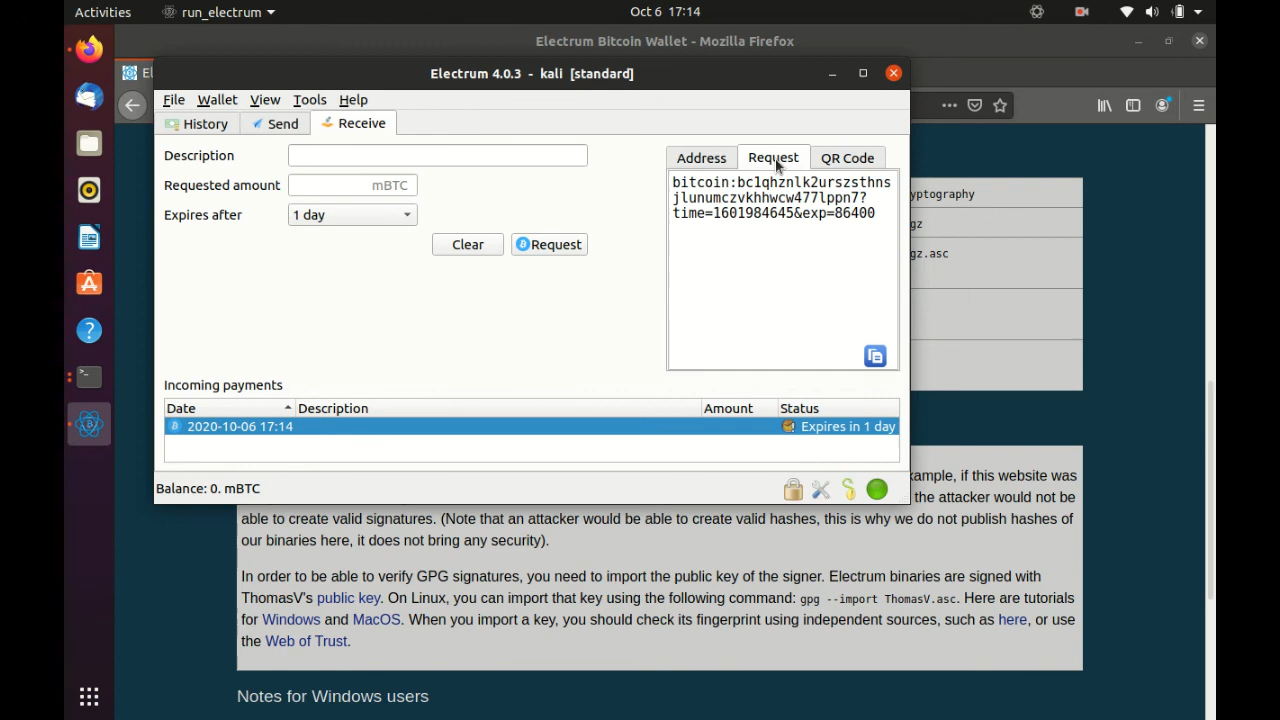 Activities
run_electrum
Oct 6 17:14
Electrum Bitcoin Wallet - Mozilla Firefox
El
Electrum 4.0.3 - kali [standard]
File Wallet View Tools Help
History Send Receive
Description
Requested amount mBTC
Expires after 1 day
Clear Request
Address Request QR Code
bitcoin:bc1qhznlk2urszsthns
jlunumczvkhhwcw477lppn7?
time=1601984645&exp=86400
Incoming payments
Date Description Amount Status
2020-10-06 17:14 Expires in 1 day
Balance: 0. mBTC
yptography
gz
gz.asc
xample, if this website was
the attacker would not be
able to create valid signatures. (Note that an attacker would be able to create valid hashes, this is why we do not publish hashes of
our binaries here, it does not bring any security).
In order to be able to verify GPG signatures, you need to import the public key of the signer. Electrum binaries are signed with
ThomasV's public key. On Linux, you can import that key using the following command: gpg --import ThomasV.asc. Here are tutorials
for Windows and MacOS. When you import a key, you should check its fingerprint using independent sources, such as here, or use
the Web of Trust.
Notes for Windows users